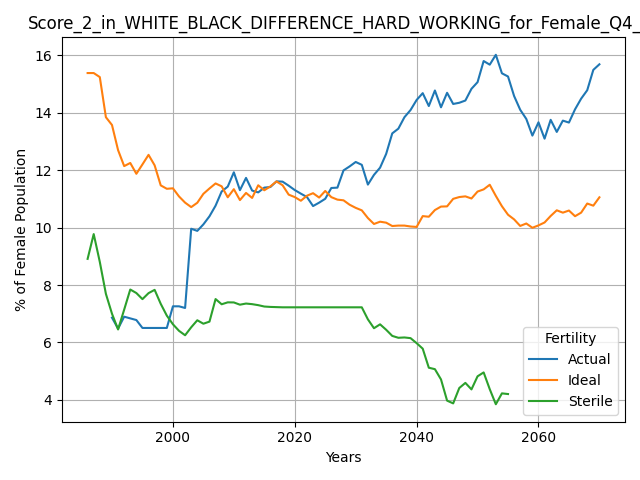 Score_2_in_WHITE_BLACK_DIFFERENCE_HARD_WORKING_for_Female_Q4_
% of Female Population
16
14
12
10
8
6
4
Fertility
Actual
Ideal
Sterile
2000 2020 2040 2060
Years